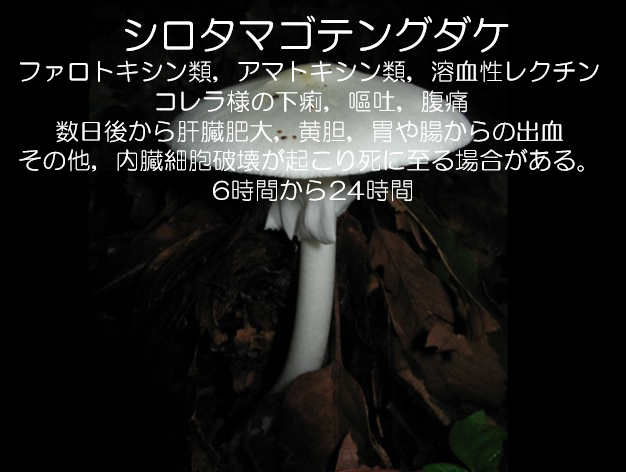 シロタマゴテングダケ
ファロトキシン類，アマトキシン類，溶血性レクチン
コレラ様の下痢，嘔吐，腹痛
数日後から肝臓肥大，黄胆，胃や腸からの出血
その他，内臓細胞破壊が起こり死に至る場合がある。
6時間から24時間